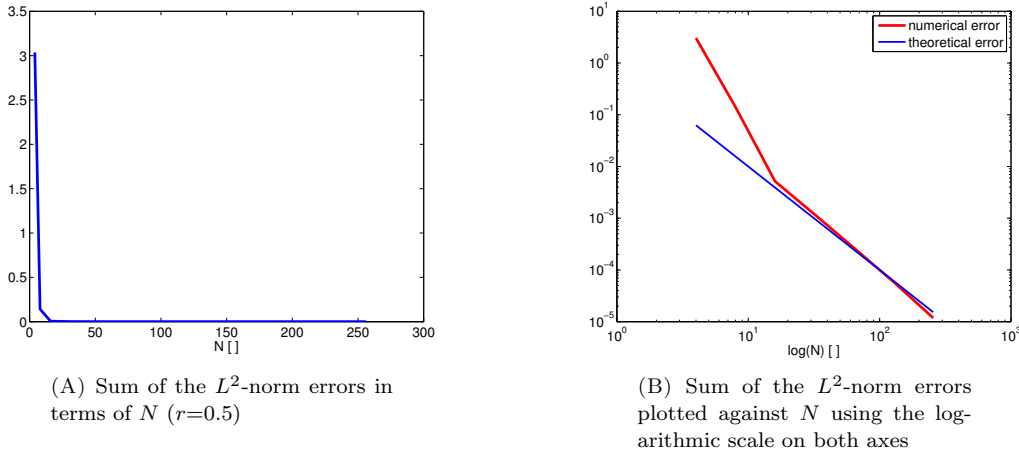 3.5
3
2.5
2
1.5
1
0.5
0
0 50 100 150 200 250 300
N [ ]
(A) Sum of the L²-norm errors in
terms of N (r=0.5)
10¹
10⁰
10⁻¹
10⁻²
10⁻³
10⁻⁴
10⁻⁵
numerical error
theoretical error
10⁰ 10¹ 10² 10³
log(N) [ ]
(B) Sum of the L²-norm errors
plotted against N using the log-
arithmic scale on both axes